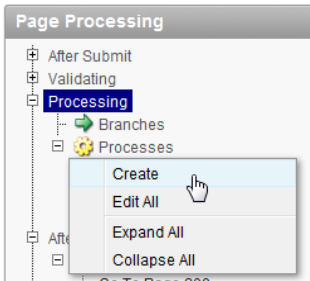 Page Processing
After Submit
Validating
Processing
Branches
Processes
Create
Edit All
Expand All
Collapse All